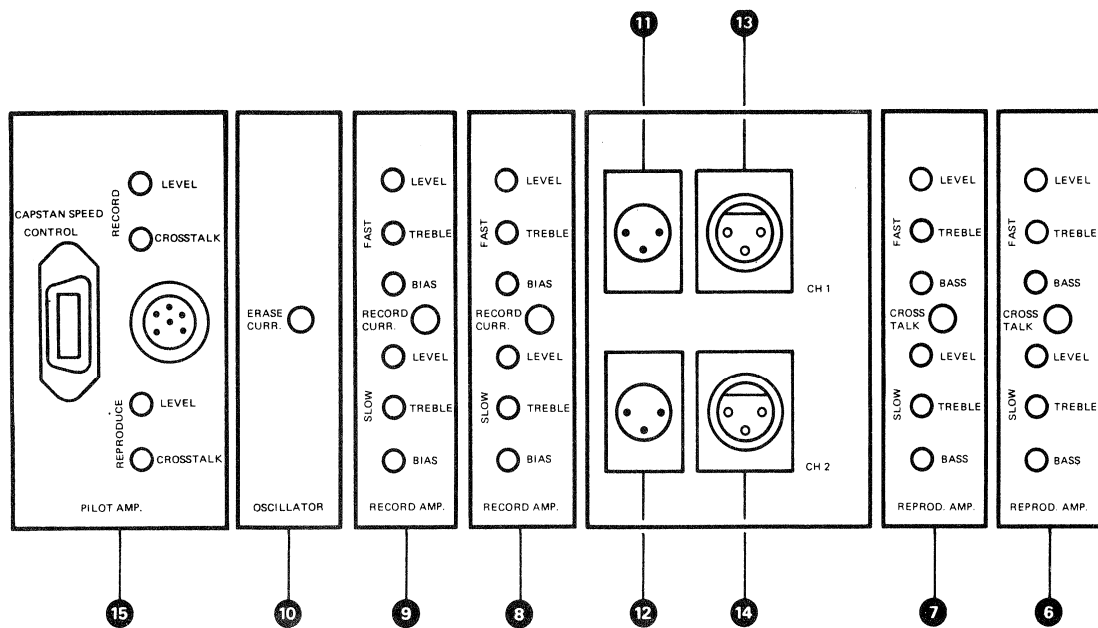 11
13
CAPSTAN SPEED
CONTROL
RECORD
LEVEL
CROSSTALK
REPRODUCE
LEVEL
CROSSTALK
PILOT AMP.
ERASE
CURR.
OSCILLATOR
FAST
LEVEL
TREBLE
BIAS
RECORD
CURR.
SLOW
LEVEL
TREBLE
BIAS
RECORD AMP.
FAST
LEVEL
TREBLE
BIAS
RECORD
CURR.
SLOW
LEVEL
TREBLE
BIAS
RECORD AMP.
CH 1
CH 2
FAST
LEVEL
TREBLE
BASS
CROSS
TALK
SLOW
LEVEL
TREBLE
BASS
REPROD. AMP.
FAST
LEVEL
TREBLE
BASS
CROSS
TALK
SLOW
LEVEL
TREBLE
BASS
REPROD. AMP.
15
10
9
8
12
14
7
6